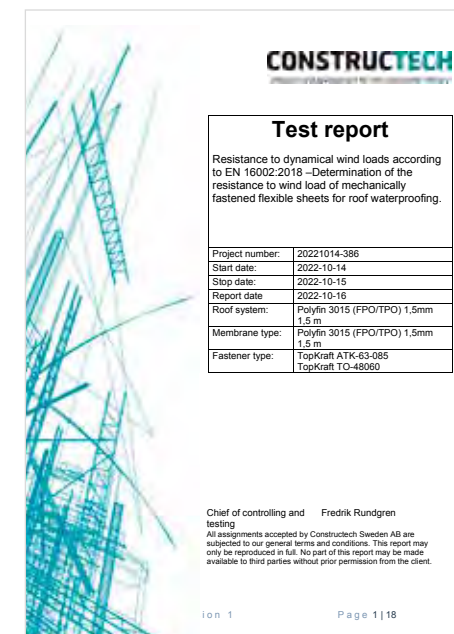 CONSTRUCTECH
Test report
Resistance to dynamical wind loads according
to EN 16002:2018 –Determination of the
resistance to wind load of mechanically
fastened flexible sheets for roof waterproofing.
Project number: 20221014-386
Start date: 2022-10-14
Stop date: 2022-10-15
Report date 2022-10-16
Roof system: Polyfin 3015 (FPO/TPO) 1,5mm
1,5 m
Membrane type: Polyfin 3015 (FPO/TPO) 1,5mm
1,5 m
Fastener type: TopKraft ATK-63-085
TopKraft TO-48060
Chief of controlling and Fredrik Rundgren
testing
All assignments accepted by Constructech Sweden AB are
subjected to our general terms and conditions. This report may
only be reproduced in full. No part of this report may be made
available to third parties without prior permission from the client.
ion 1 Page 1 | 18